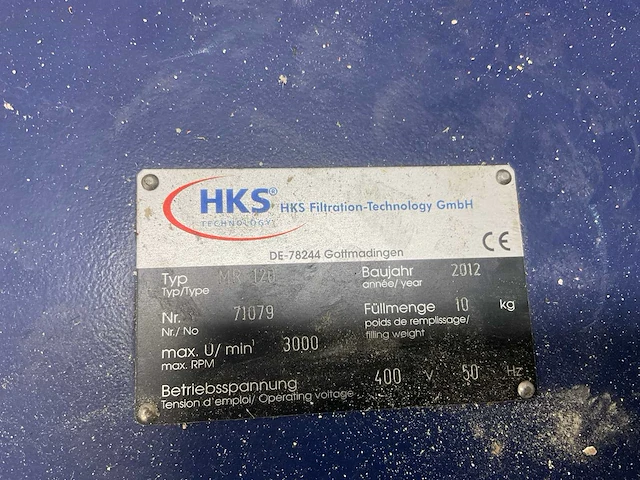 HKS®
TECHNOLOGY!
HKS Filtration-Technology GmbH
DE-78244 Gottmadingen
CE
Typ MR 120
Typ/Type
Baujahr 2012
année/ year
Nr. 71079
Nr./ No
Füllmenge 10 kg
poids de remplissage/
filling weight
max. U/ min¹ 3000
max. RPM
Betriebsspannung 400 V 50 Hz
Tension d'emploi/ Operating voltage